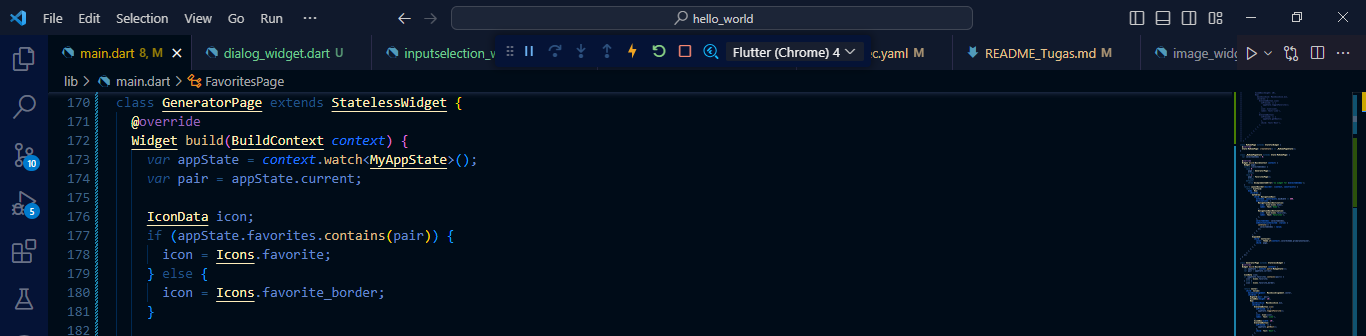 File Edit Selection View Go Run ··· hello_world
main.dart 8, M dialog_widget.dart U inputselection_w Flutter (Chrome) 4 ec.yaml M README_Tugas.md M image_widg
lib > main.dart > FavoritesPage
170 class GeneratorPage extends StatelessWidget {
171 @override
172 Widget build(BuildContext context) {
173 var appState = context.watch<MyAppState>();
174 var pair = appState.current;
175
176 IconData icon;
177 if (appState.favorites.contains(pair)) {
178 icon = Icons.favorite;
179 } else {
180 icon = Icons.favorite_border;
181 }
182
10
5